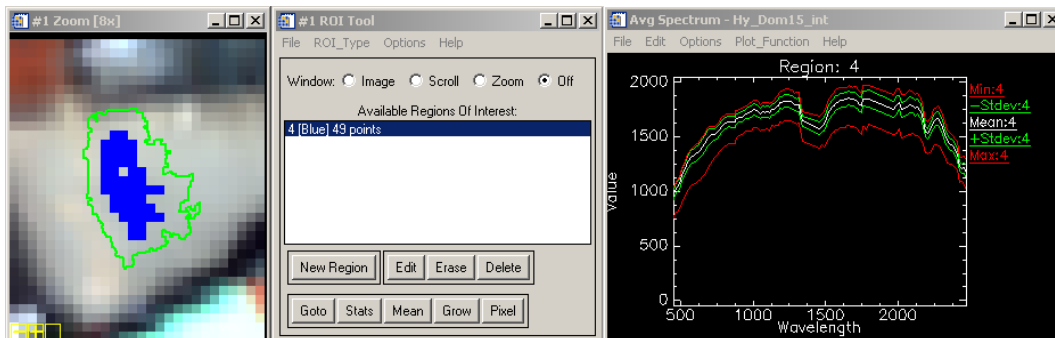 #1 Zoom [8x]
#1 ROI Tool
File ROI_Type Options Help
Window: Image Scroll Zoom Off
Available Regions Of Interest:
4 [Blue] 49 points
New Region Edit Erase Delete
Goto Stats Mean Grow Pixel
Avg Spectrum - Hy_Dom15_int
File Edit Options Plot_Function Help
Region: 4
Value
2000
1500
1000
500
0
500 1000 1500 2000
Wavelength
Min:4
-Stdev:4
Mean:4
+Stdev:4
Max:4